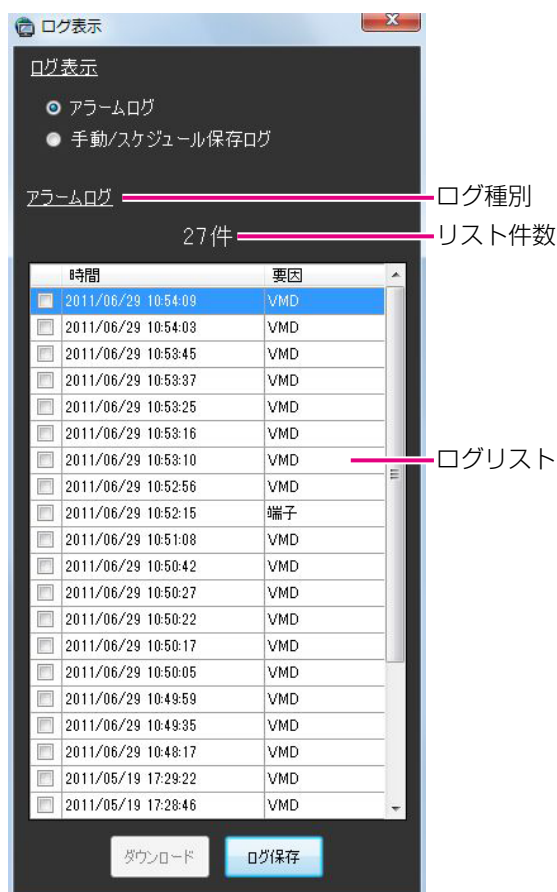 ログ表示
ログ表示
アラームログ
手動/スケジュール保存ログ
アラームログ ログ種別
27件 リスト件数
時間 要因
2011/06/29 10:54:09 VMD
2011/06/29 10:54:03 VMD
2011/06/29 10:53:45 VMD
2011/06/29 10:53:37 VMD
2011/06/29 10:53:25 VMD
2011/06/29 10:53:16 VMD
2011/06/29 10:53:10 VMD ログリスト
2011/06/29 10:52:56 VMD
2011/06/29 10:52:15 端子
2011/06/29 10:51:08 VMD
2011/06/29 10:50:42 VMD
2011/06/29 10:50:27 VMD
2011/06/29 10:50:22 VMD
2011/06/29 10:50:17 VMD
2011/06/29 10:50:05 VMD
2011/06/29 10:49:59 VMD
2011/06/29 10:49:35 VMD
2011/06/29 10:48:17 VMD
2011/05/19 17:29:22 VMD
2011/05/19 17:28:46 VMD
ダウンロード ログ保存